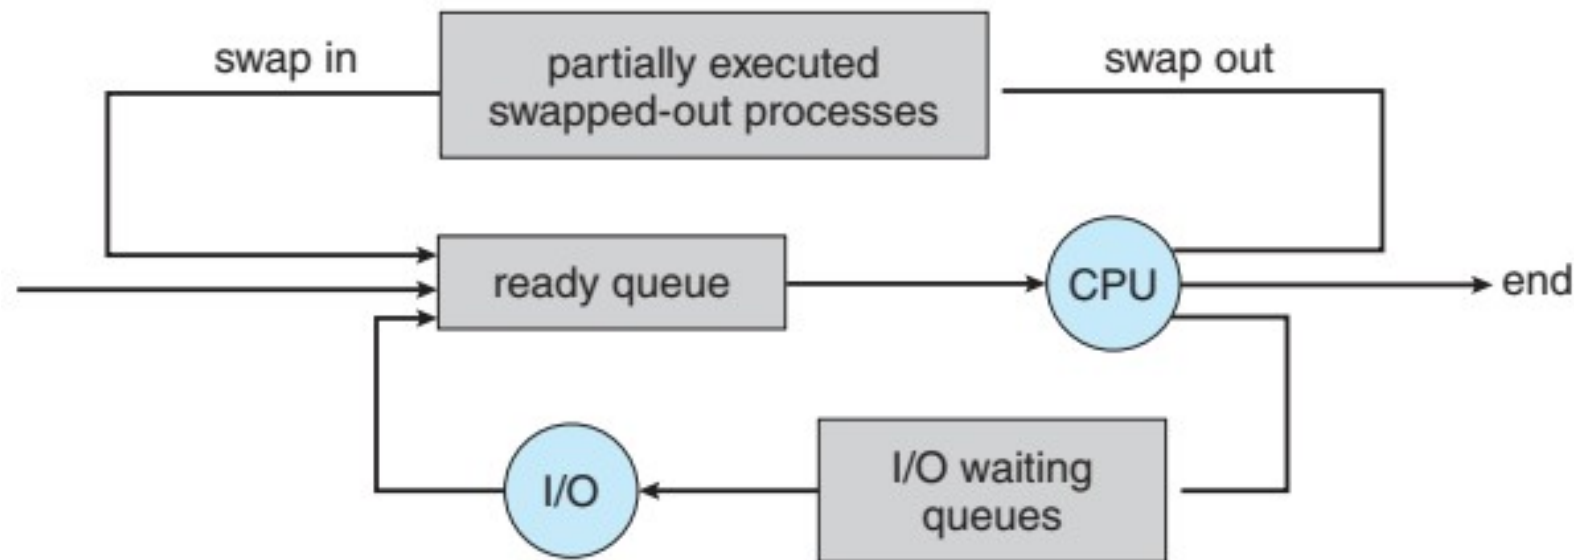 swap in
partially executed
swapped-out processes
swap out
ready queue
CPU
end
I/O
I/O waiting
queues